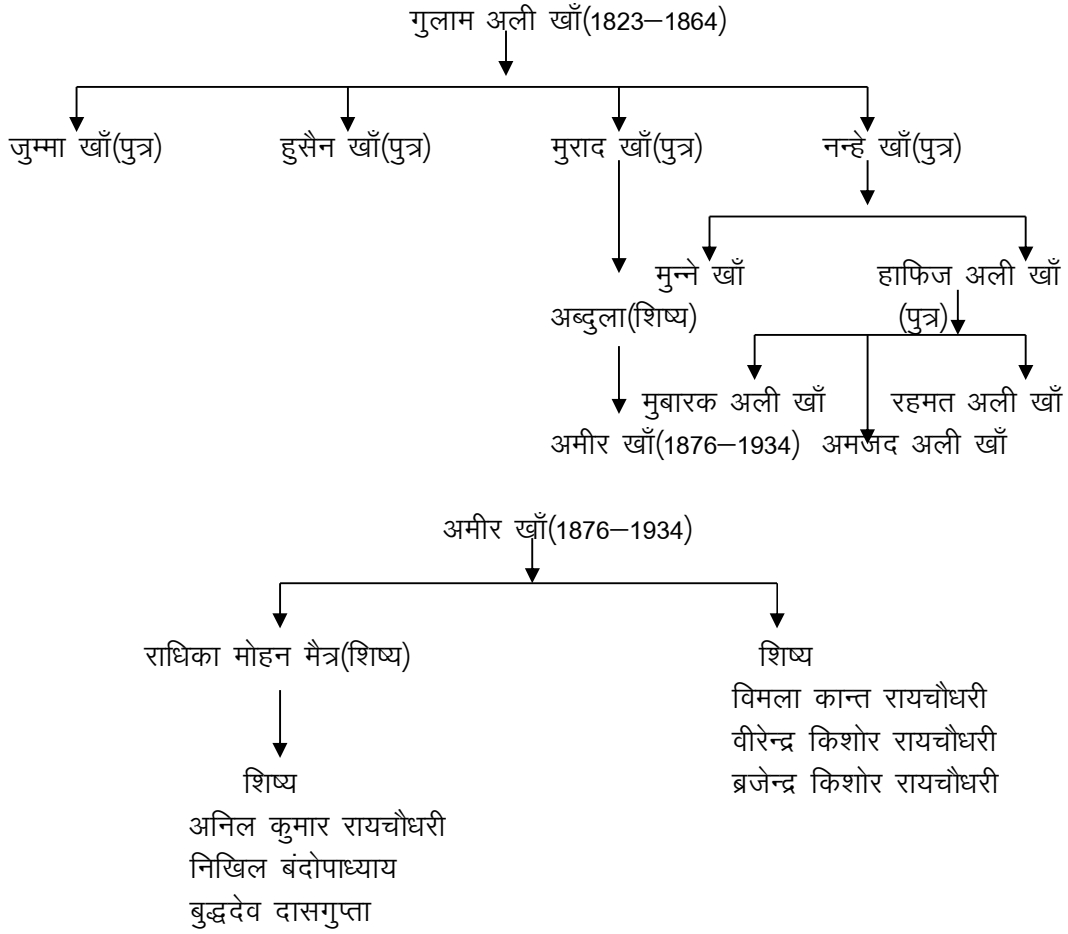 गुलाम अली खाँ(1823–1864)
जुम्मा खाँ(पुत्र) हुसैन खाँ(पुत्र) मुराद खाँ(पुत्र) नन्हे खाँ(पुत्र)
मुन्ने खाँ हाफिज अली खाँ
अब्दुला(शिष्य) (पुत्र)
मुबारक अली खाँ रहमत अली खाँ
अमीर खाँ(1876–1934) अमजद अली खाँ
अमीर खाँ(1876–1934)
राधिका मोहन मैत्र(शिष्य) शिष्य
विमला कान्त रायचौधरी
वीरेन्द्र किशोर रायचौधरी
ब्रजेन्द्र किशोर रायचौधरी
शिष्य
अनिल कुमार रायचौधरी
निखिल बंदोपाध्याय
बुद्धदेव दासगुप्ता